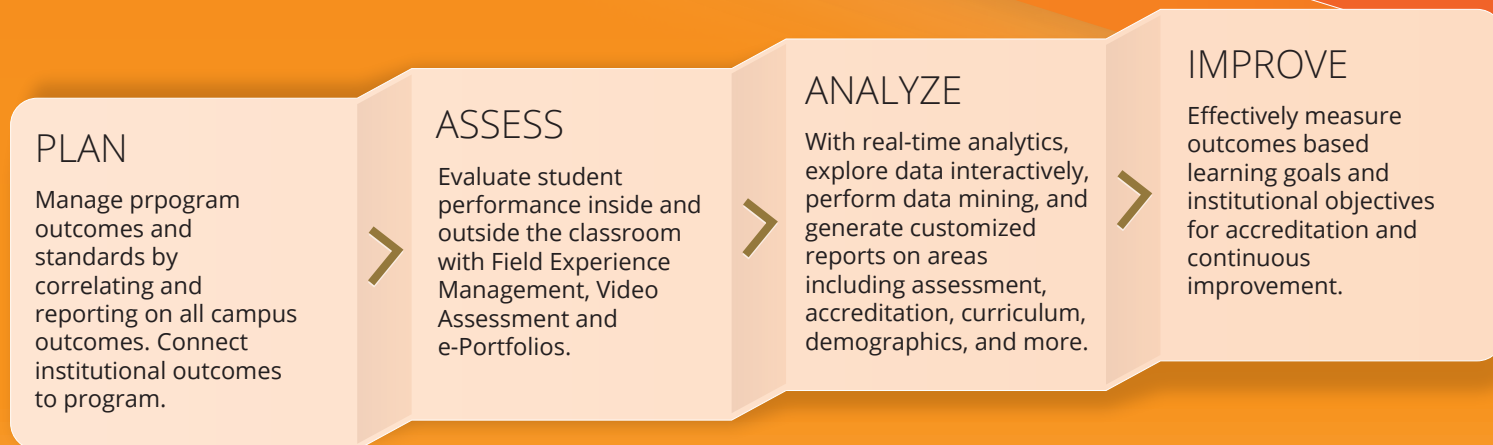 PLAN
Manage prpogram
outcomes and
standards by
correlating and
reporting on all campus
outcomes. Connect
institutional outcomes
to program.
ASSESS
Evaluate student
performance inside and
outside the classroom
with Field Experience
Management, Video
Assessment and
e-Portfolios.
ANALYZE
With real-time analytics,
explore data interactively,
perform data mining, and
generate customized
reports on areas
including assessment,
accreditation, curriculum,
demographics, and more.
IMPROVE
Effectively measure
outcomes based
learning goals and
institutional objectives
for accreditation and
continuous
improvement.